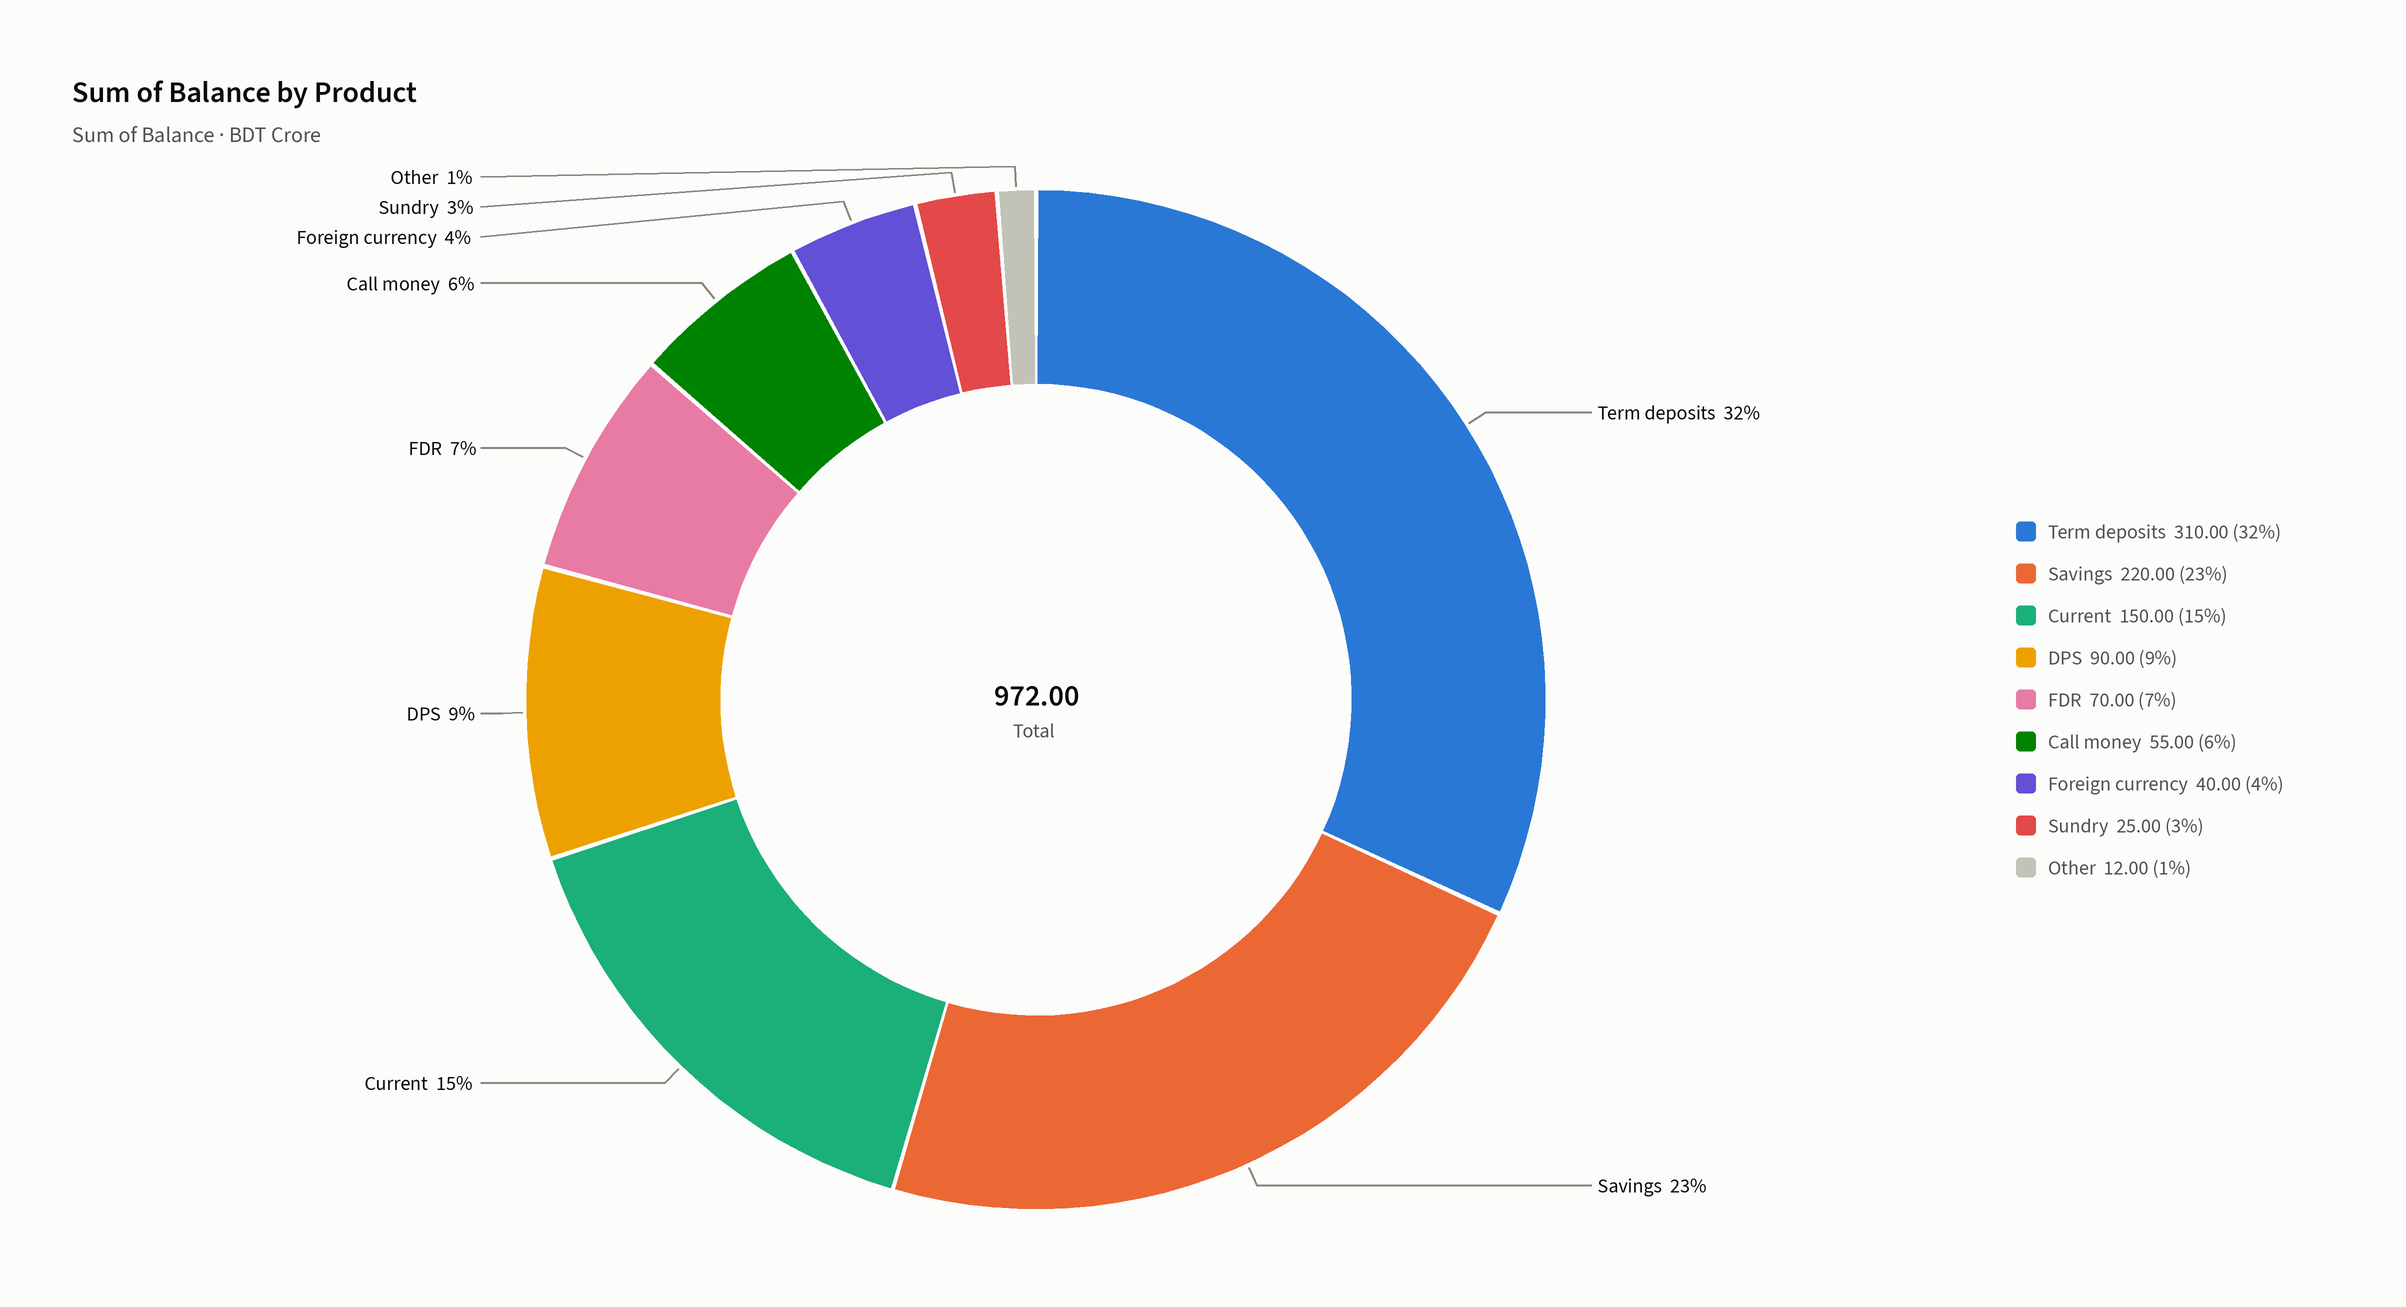 Sum of Balance by Product
Sum of Balance · BDT Crore
Other 1%
Sundry 3%
Foreign currency 4%
Call money 6%
FDR 7%
DPS 9%
Current 15%
Term deposits 32%
Savings 23%
972.00
Total
Term deposits 310.00 (32%)
Savings 220.00 (23%)
Current 150.00 (15%)
DPS 90.00 (9%)
FDR 70.00 (7%)
Call money 55.00 (6%)
Foreign currency 40.00 (4%)
Sundry 25.00 (3%)
Other 12.00 (1%)